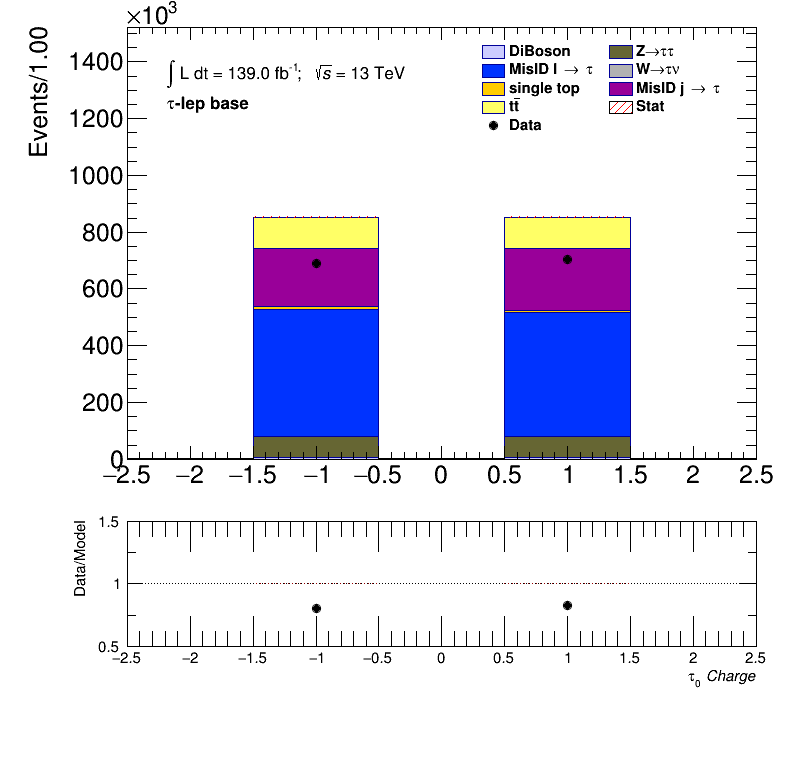 ×10³
Events/1.00
1400
1200
1000
800
600
400
200
0
∫ L dt = 139.0 fb⁻¹; √s = 13 TeV
τ-lep base
DiBoson
MisID l → τ
single top
tt̄
Data
Z→ττ
W→τν
MisID j → τ
Stat
−2.5 −2 −1.5 −1 −0.5 0 0.5 1 1.5 2 2.5
Data/Model
1.5
1
0.5
−2.5 −2 −1.5 −1 −0.5 0 0.5 1 1.5 2 2.5
τ₀ Charge